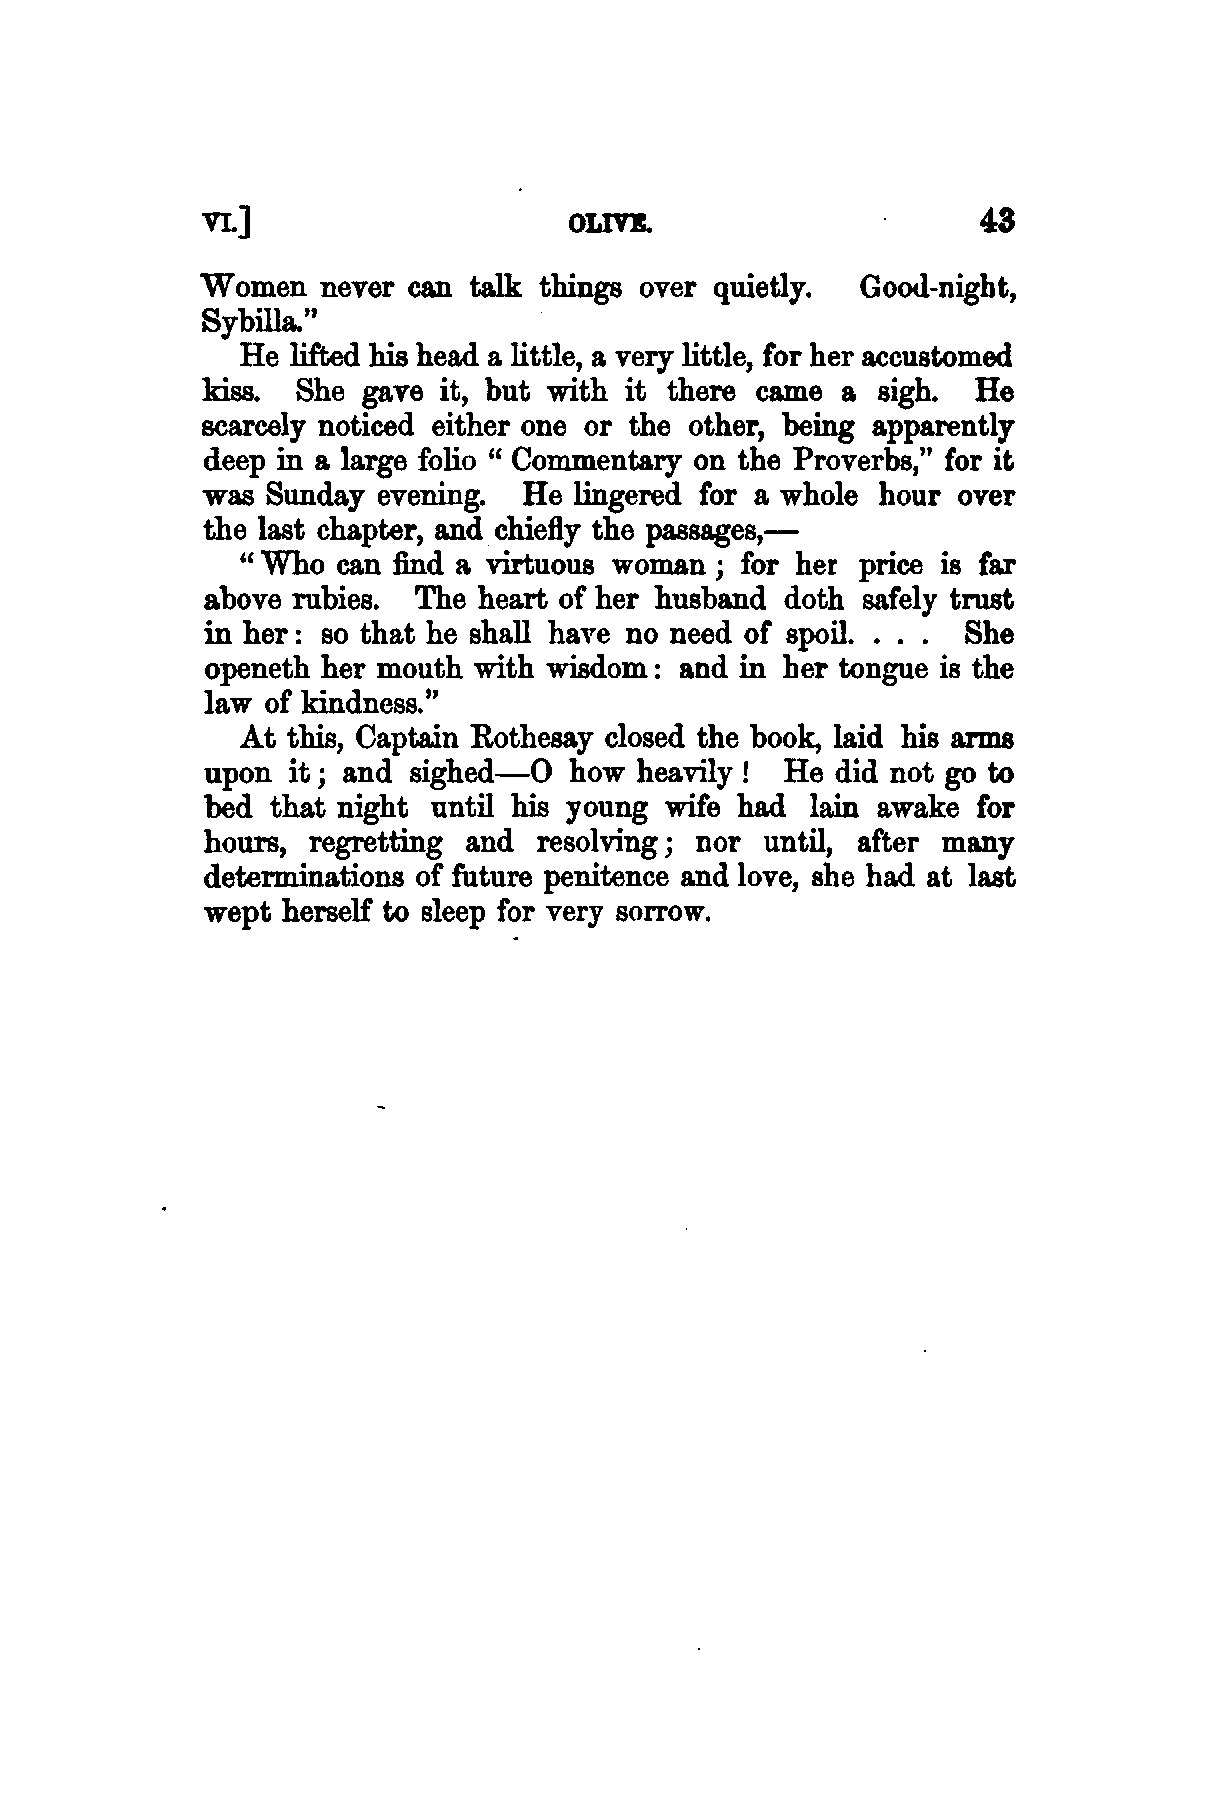 VI.] OLIVE. 43
Women never can talk things over quietly. Good-night,
Sybilla."
He lifted his head a little, a very little, for her accustomed
kiss. She gave it, but with it there came a sigh. He
scarcely noticed either one or the other, being apparently
deep in a large folio "Commentary on the Proverbs," for it
was Sunday evening. He lingered for a whole hour over
the last chapter, and chiefly the passages,—
"Who can find a virtuous woman; for her price is far
above rubies. The heart of her husband doth safely trust
in her: so that he shall have no need of spoil. . . . She
openeth her mouth with wisdom: and in her tongue is the
law of kindness."
At this, Captain Rothesay closed the book, laid his arms
upon it; and sighed—O how heavily! He did not go to
bed that night until his young wife had lain awake for
hours, regretting and resolving; nor until, after many
determinations of future penitence and love, she had at last
wept herself to sleep for very sorrow.